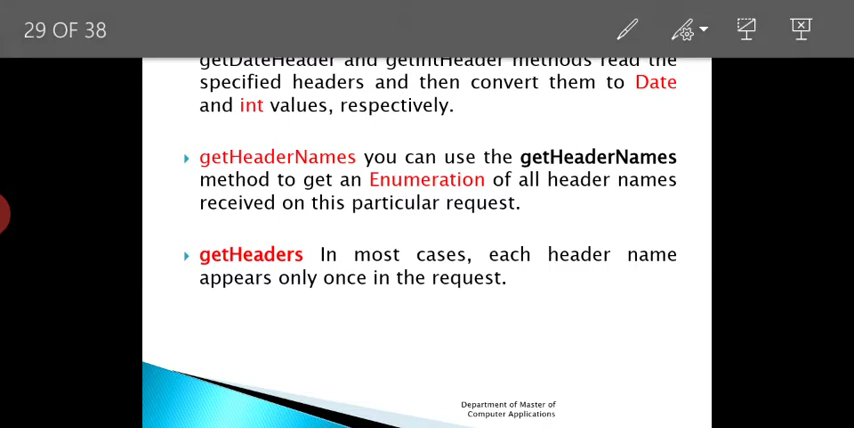 29 OF 38
getDateHeader and getIntHeader methods read the
specified headers and then convert them to Date
and int values, respectively.
getHeaderNames you can use the getHeaderNames
method to get an Enumeration of all header names
received on this particular request.
getHeaders In most cases, each header name
appears only once in the request.
Department of Master of
Computer Applications